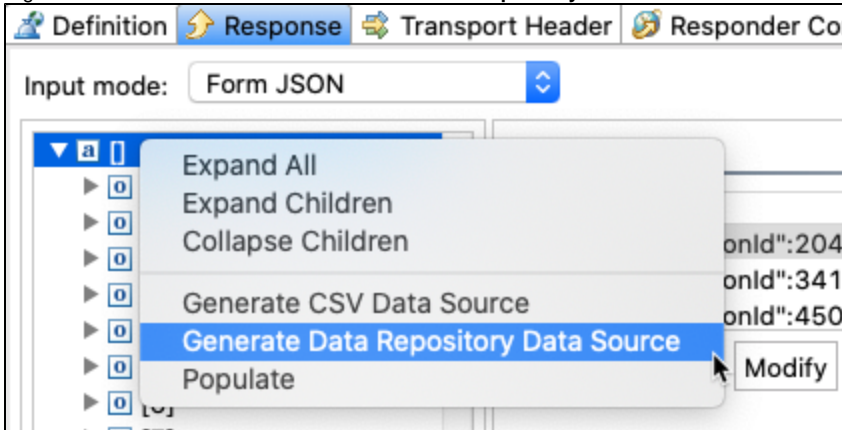 Definition Response Transport Header Responder Co
Input mode: Form JSON
a []
Expand All
o
Expand Children
o
Collapse Children
onId":204
o
onId":341
o
Generate CSV Data Source
onId":450
o
Generate Data Repository Data Source
o
Modify
Populate
o